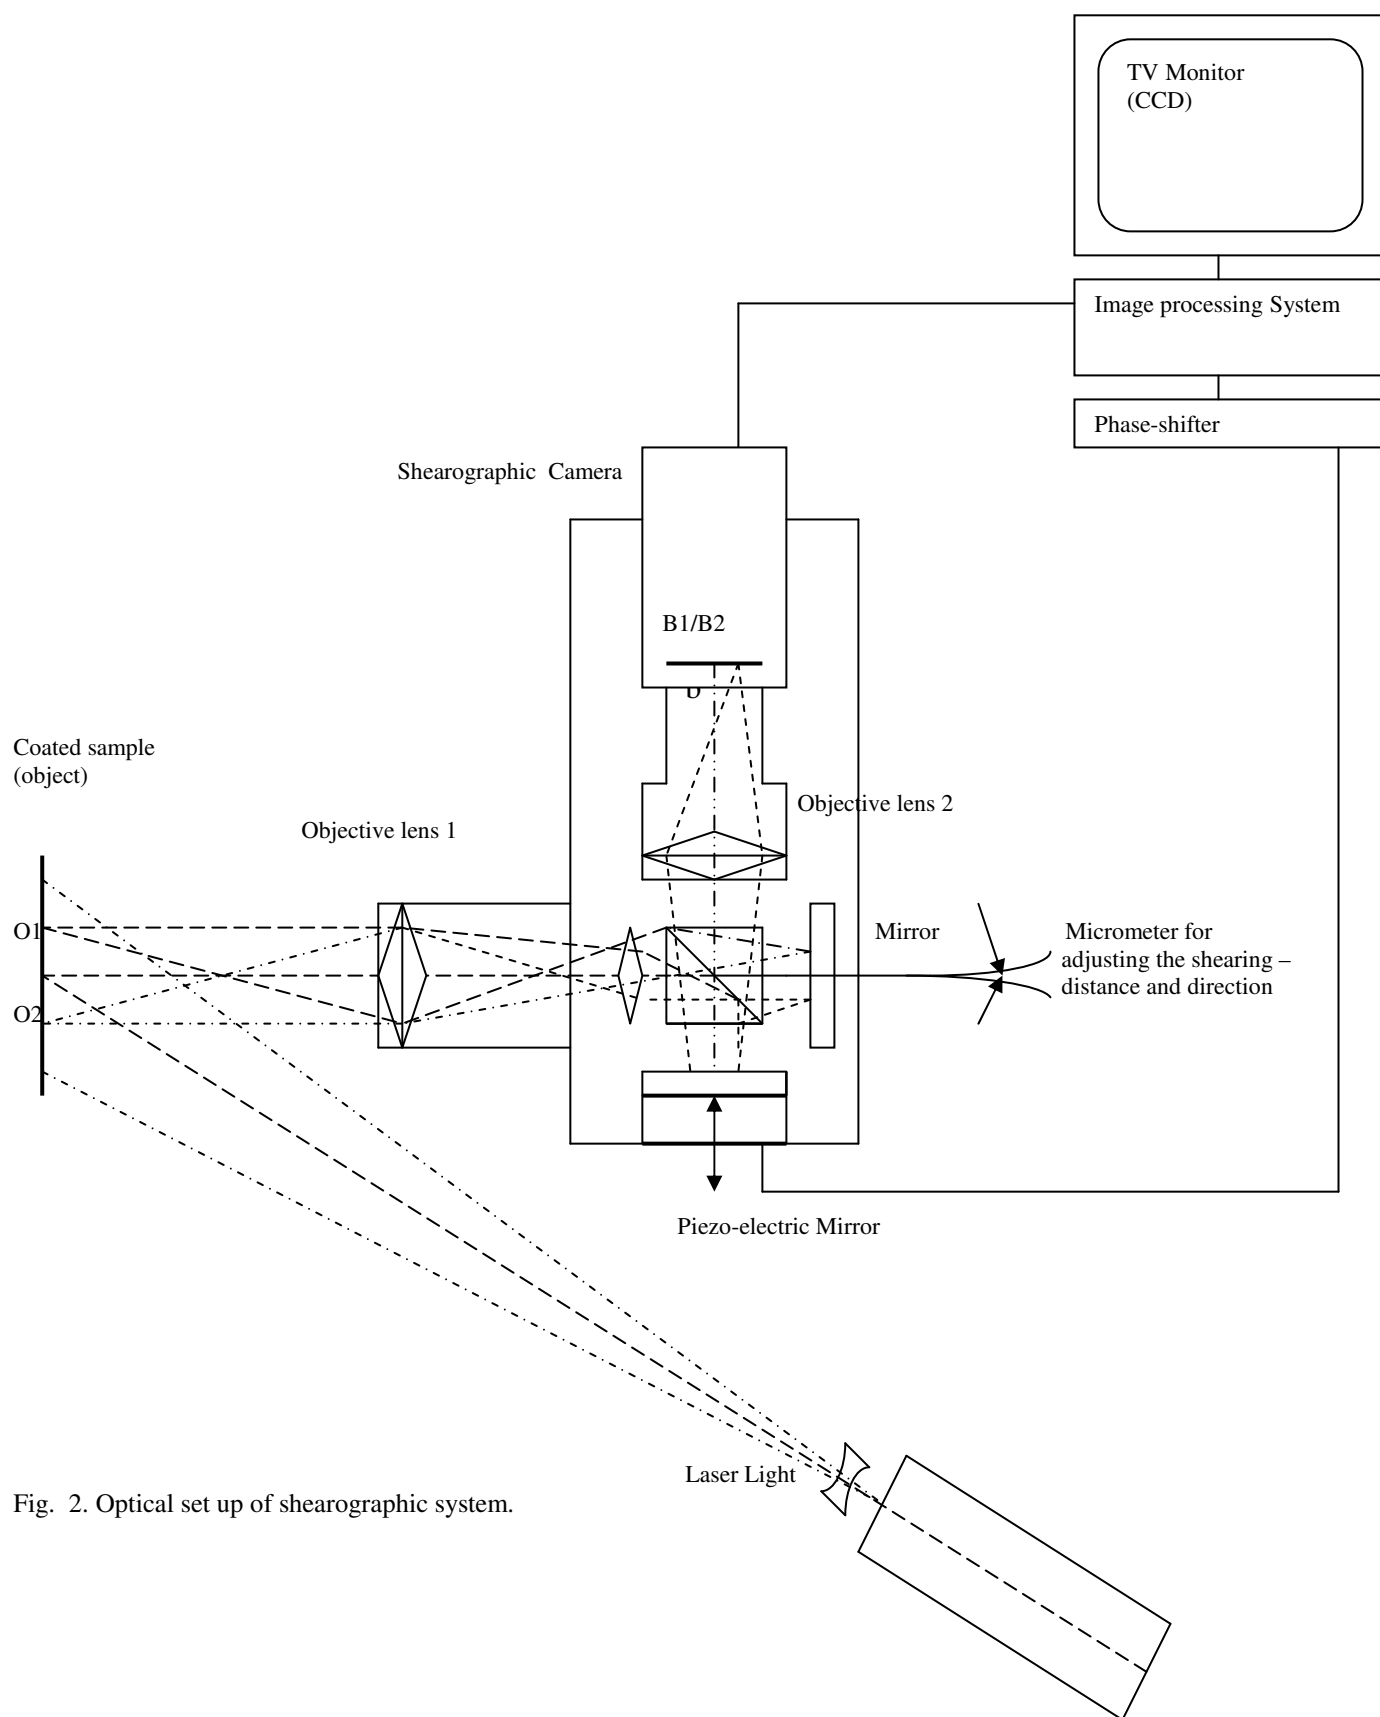 TV Monitor
(CCD)
Image processing System
Phase-shifter
Shearographic Camera
B1/B2
Coated sample
(object)
Objective lens 2
Objective lens 1
O1
Mirror
Micrometer for
adjusting the shearing –
distance and direction
O2
Piezo-electric Mirror
Laser Light
Fig. 2. Optical set up of shearographic system.